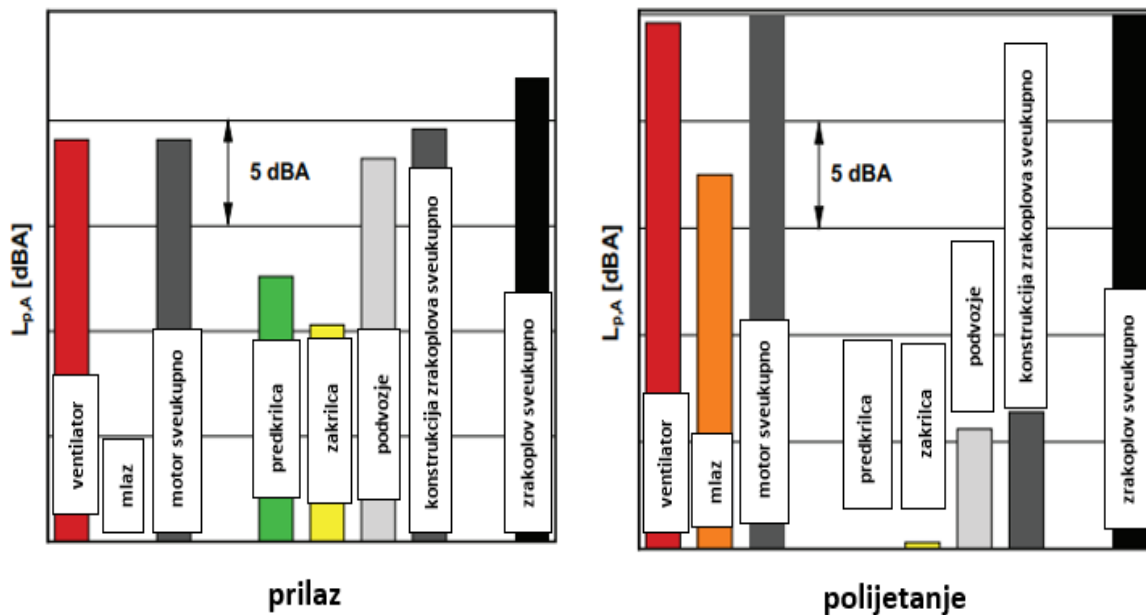 L_p,A [dBA]
5 dBA
ventilator
mlaz
motor sveukupno
predkrilca
zakrilca
podvozje
konstrukcija zrakoplova sveukupno
zrakoplov sveukupno
prilaz
L_p,A [dBA]
5 dBA
ventilator
mlaz
motor sveukupno
predkrilca
zakrilca
podvozje
konstrukcija zrakoplova sveukupno
zrakoplov sveukupno
polijetanje